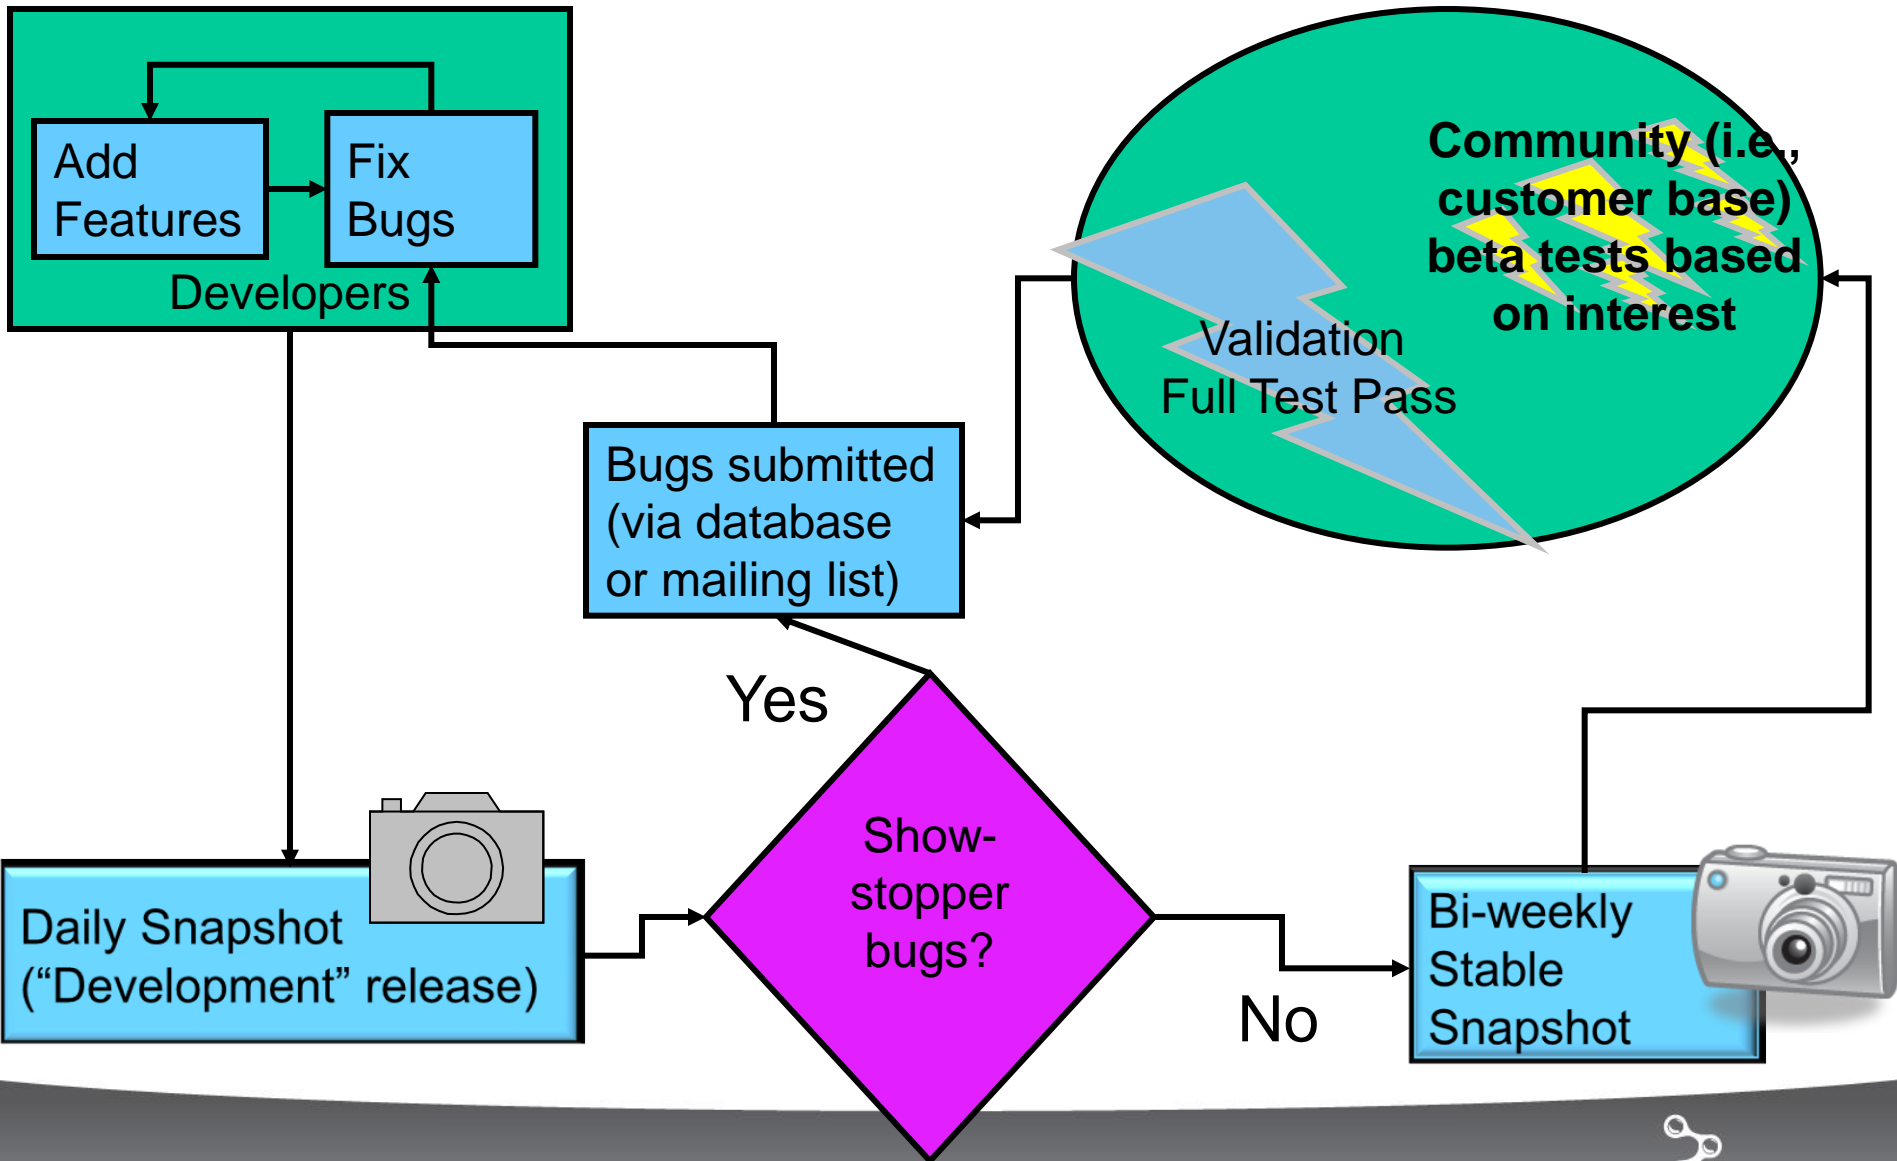 Add
Features
Fix
Bugs
Developers
Community (i.e.,
customer base)
beta tests based
on interest
Validation
Full Test Pass
Bugs submitted
(via database
or mailing list)
Yes
Show-
stopper
bugs?
No
Daily Snapshot
(“Development” release)
Bi-weekly
Stable
Snapshot